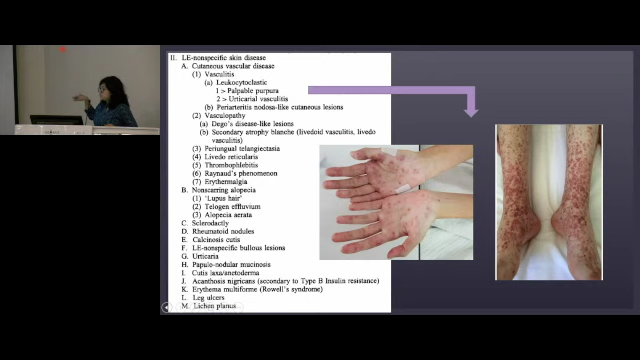 II. LE-nonspecific skin disease
A. Cutaneous vascular disease
(1) Vasculitis
(a) Leukocytoclastic
1 > Palpable purpura
2 > Urticarial vasculitis
(b) Periarteritis nodosa-like cutaneous lesions
(2) Vasculopathy
(a) Dego's disease-like lesions
(b) Secondary atrophy blanche (livedoid vasculitis, livedo
vasculitis)
(3) Periungual telangiectasia
(4) Livedo reticularis
(5) Thrombophlebitis
(6) Raynaud's phenomenon
(7) Erythermalgia
B. Nonscarring alopecia
(1) 'Lupus hair'
(2) Telogen effluvium
(3) Alopecia aerata
C. Sclerodactly
D. Rheumatoid nodules
E. Calcinosis cutis
F. LE-nonspecific bullous lesions
G. Urticaria
H. Papulo-nodular mucinosis
I. Cutis laxa/anetoderma
J. Acanthosis nigricans (secondary to Type B Insulin resistance)
K. Erythema multiforme (Rowell's syndrome)
L. Leg ulcers
M. Lichen planus